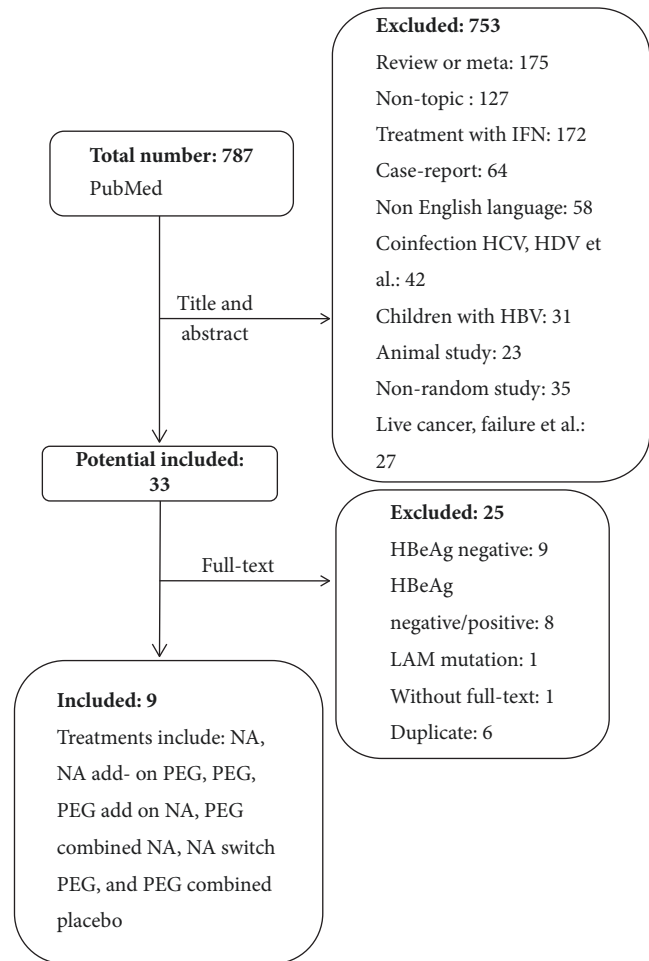 Total number: 787
PubMed
Excluded: 753
Review or meta: 175
Non-topic : 127
Treatment with IFN: 172
Case-report: 64
Non English language: 58
Coinfection HCV, HDV et
al.: 42
Children with HBV: 31
Animal study: 23
Non-random study: 35
Live cancer, failure et al.:
27
Title and
abstract
Potential included:
33
Full-text
Excluded: 25
HBeAg negative: 9
HBeAg
negative/positive: 8
LAM mutation: 1
Without full-text: 1
Duplicate: 6
Included: 9
Treatments include: NA,
NA add- on PEG, PEG,
PEG add on NA, PEG
combined NA, NA switch
PEG, and PEG combined
placebo